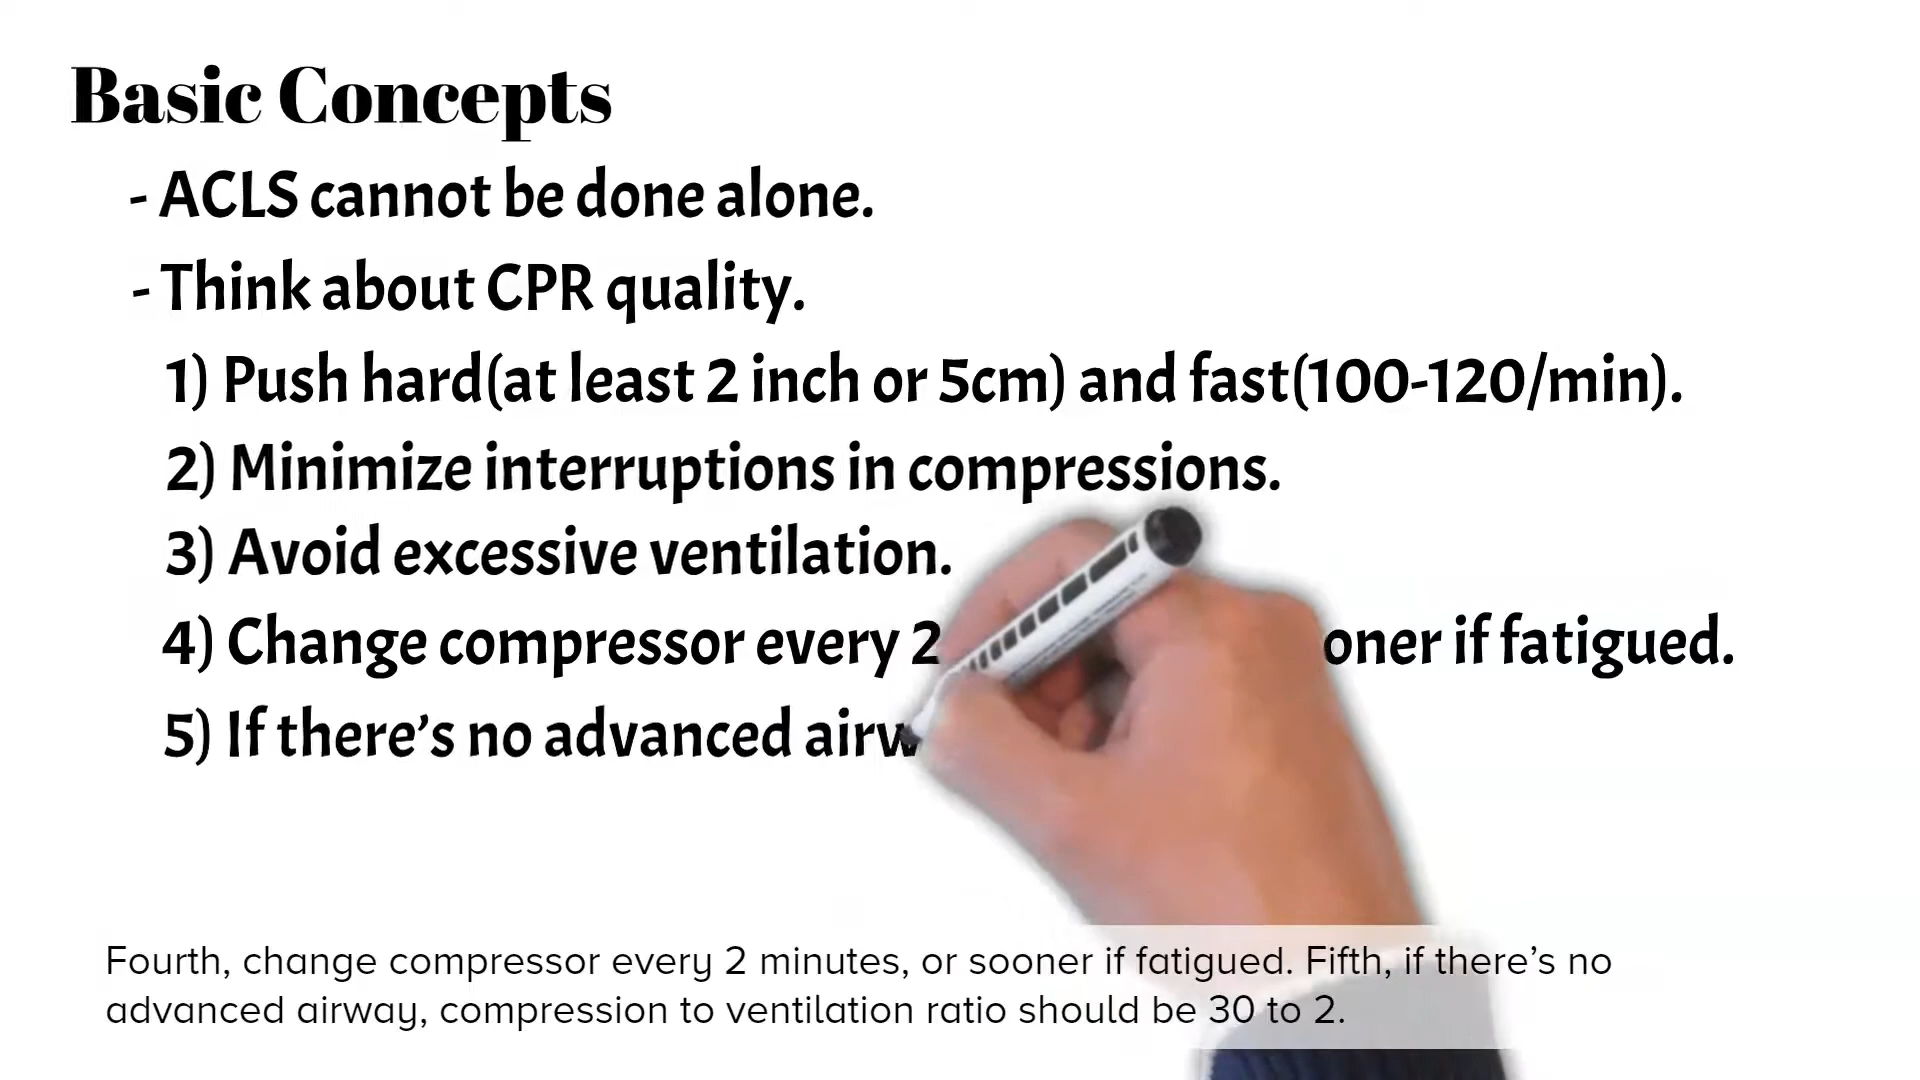 Basic Concepts
- ACLS cannot be done alone.
- Think about CPR quality.
1) Push hard(at least 2 inch or 5cm) and fast(100-120/min).
2) Minimize interruptions in compressions.
3) Avoid excessive ventilation.
4) Change compressor every 2 oner if fatigued.
5) If there's no advanced airw
Fourth, change compressor every 2 minutes, or sooner if fatigued. Fifth, if there's no
advanced airway, compression to ventilation ratio should be 30 to 2.